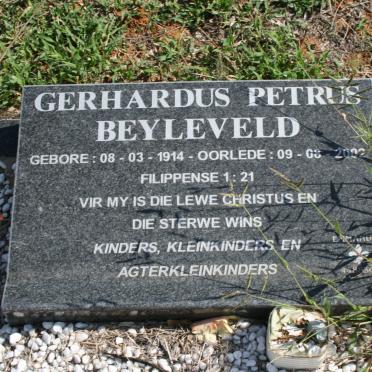 GERHARDUS PETRUS
BEYLEVELD
GEBORE : 08 - 03 - 1914 - OORLEDE : 09 - 08 - 2002
FILIPPENSE 1 : 21
VIR MY IS DIE LEWE CHRISTUS EN
DIE STERWE WINS
KINDERS, KLEINKINDERS EN
AGTERKLEINKINDERS